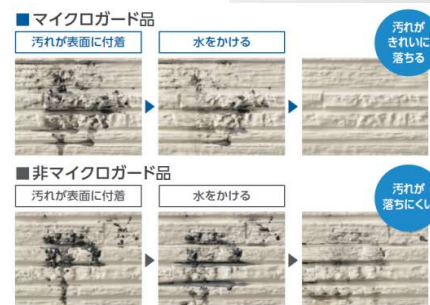 ■マイクロガード品
汚れが表面に付着
水をかける
汚れが
きれいに
落ちる
■非マイクロガード品
汚れが表面に付着
水をかける
汚れが
落ちにくい